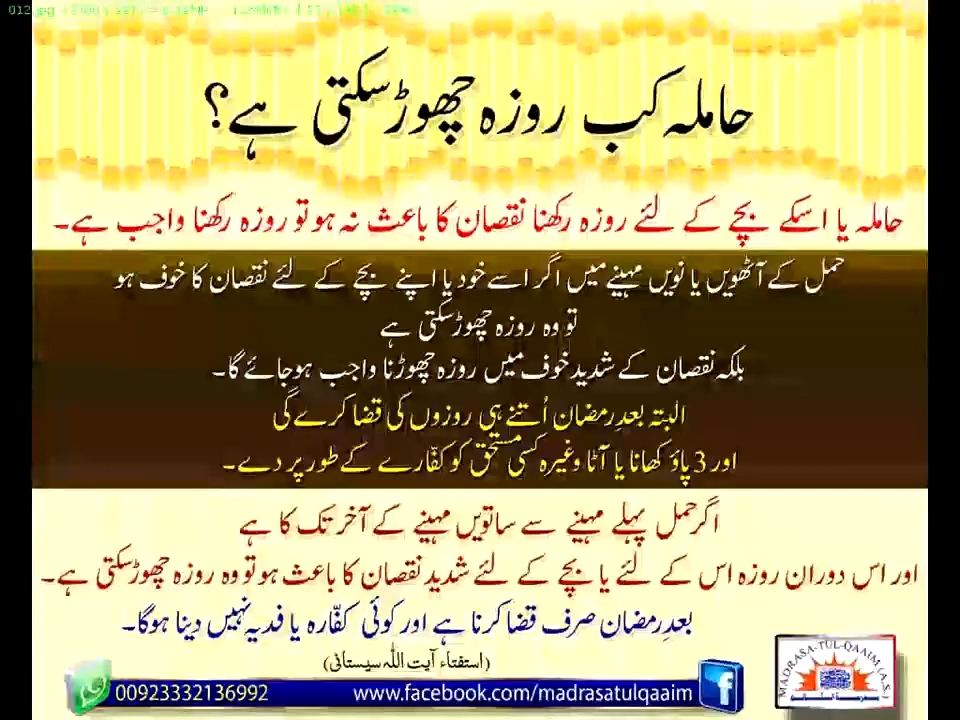 حاملہ کب روزہ چھوڑ سکتی ہے؟
حاملہ یا اسکے بچے کے لئے روزہ رکھنا نقصان کا باعث نہ ہو تو روزہ رکھنا واجب ہے۔
حمل کے آٹھویں یا نویں مہینے میں اگر اسے خود یا اپنے بچے کے لئے نقصان کا خوف ہو
تو وہ روزہ چھوڑ سکتی ہے
بلکہ نقصان کے شدید خوف میں روزہ چھوڑنا واجب ہو جائے گا۔
البتہ بعدِ رمضان اُتنے ہی روزوں کی قضا کرے گی
اور 3 پاؤ کھانا یا آٹا وغیرہ کسی مستحق کو کفّارے کے طور پر دے۔
اگر حمل پہلے مہینے سے ساتویں مہینے کے آخر تک کا ہے
اور اس دوران روزہ اس کے لئے یا بچے کے لئے شدید نقصان کا باعث ہو تو وہ روزہ چھوڑ سکتی ہے۔
بعدِ رمضان صرف قضا کرنا ہے اور کوئی کفّارہ یا فدیہ نہیں دینا ہوگا۔
(استفتاء آیت اللہ سیستانی)
MADRASA-TUL-QAAIM (A.S.)
00923332136992
www.facebook.com/madrasatulqaaim